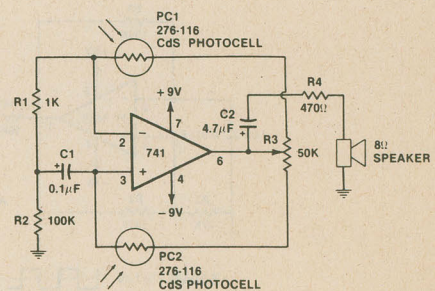 PC1
276-116
CdS PHOTOCELL
R1
1K
+9V
7
2
−
741
C1
+
0.1µF
3
+
4
6
−9V
R2
100K
C2
4.7µF
+
R4
470Ω
R3
50K
8Ω
SPEAKER
PC2
276-116
CdS PHOTOCELL